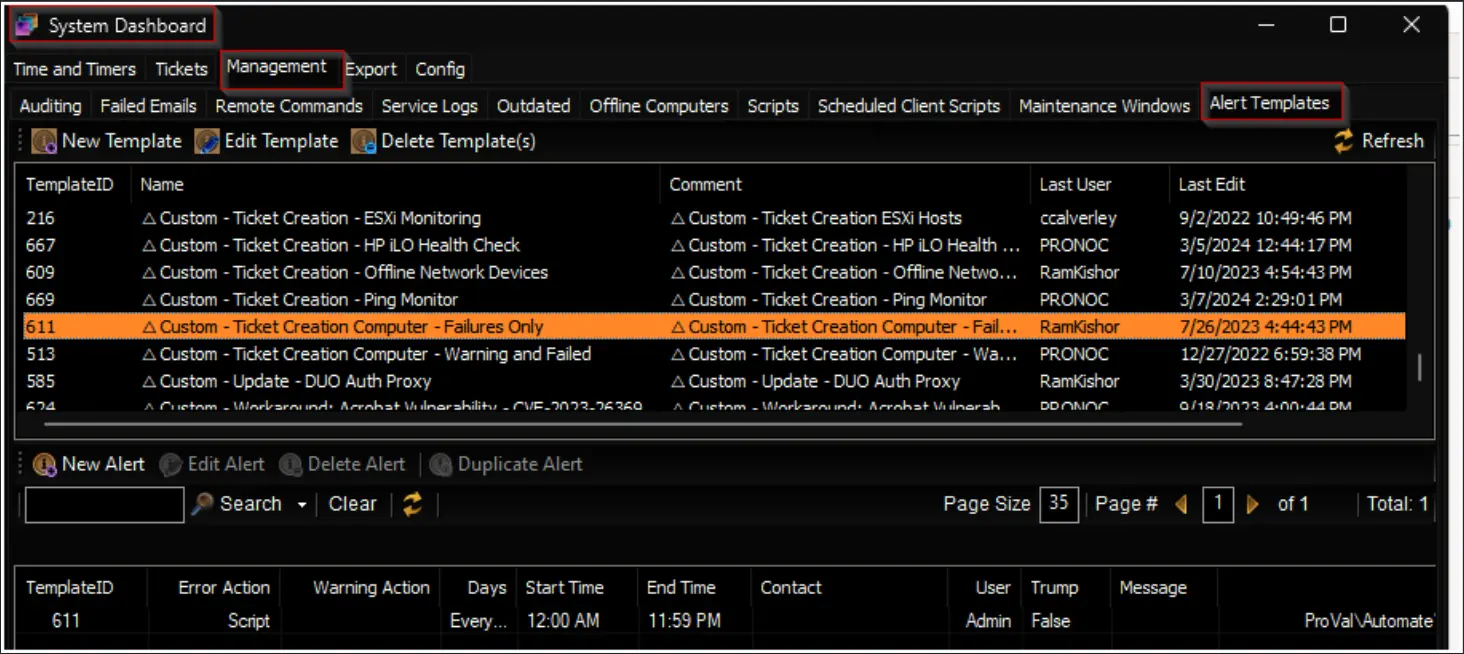 System Dashboard
Time and Timers Tickets Management Export Config
Auditing Failed Emails Remote Commands Service Logs Outdated Offline Computers Scripts Scheduled Client Scripts Maintenance Windows Alert Templates
New Template Edit Template Delete Template(s) Refresh
TemplateID Name Comment Last User Last Edit
216 △ Custom - Ticket Creation - ESXi Monitoring △ Custom - Ticket Creation ESXi Hosts ccalverley 9/2/2022 10:49:46 PM
667 △ Custom - Ticket Creation - HP iLO Health Check △ Custom - Ticket Creation - HP iLO Health ... PRONOC 3/5/2024 12:44:17 PM
609 △ Custom - Ticket Creation - Offline Network Devices △ Custom - Ticket Creation - Offline Netwo... RamKishor 7/10/2023 4:54:43 PM
669 △ Custom - Ticket Creation - Ping Monitor △ Custom - Ticket Creation - Ping Monitor PRONOC 3/7/2024 2:29:01 PM
611 △ Custom - Ticket Creation Computer - Failures Only △ Custom - Ticket Creation Computer - Fail... RamKishor 7/26/2023 4:44:43 PM
513 △ Custom - Ticket Creation Computer - Warning and Failed △ Custom - Ticket Creation Computer - Wa... PRONOC 12/27/2022 6:59:38 PM
585 △ Custom - Update - DUO Auth Proxy △ Custom - Update - DUO Auth Proxy RamKishor 3/30/2023 8:47:28 PM
624 △ Custom - Workaround: Acrobat Vulnerability - CVE-2023-26369 △ Custom - Workaround: Acrobat Vulnerab... PRONOC 9/18/2023 4:00:44 PM
New Alert Edit Alert Delete Alert Duplicate Alert
Search Clear Page Size 35 Page # 1 of 1 Total: 1
TemplateID Error Action Warning Action Days Start Time End Time Contact User Trump Message
611 Script Every... 12:00 AM 11:59 PM Admin False ProVal\Automate\